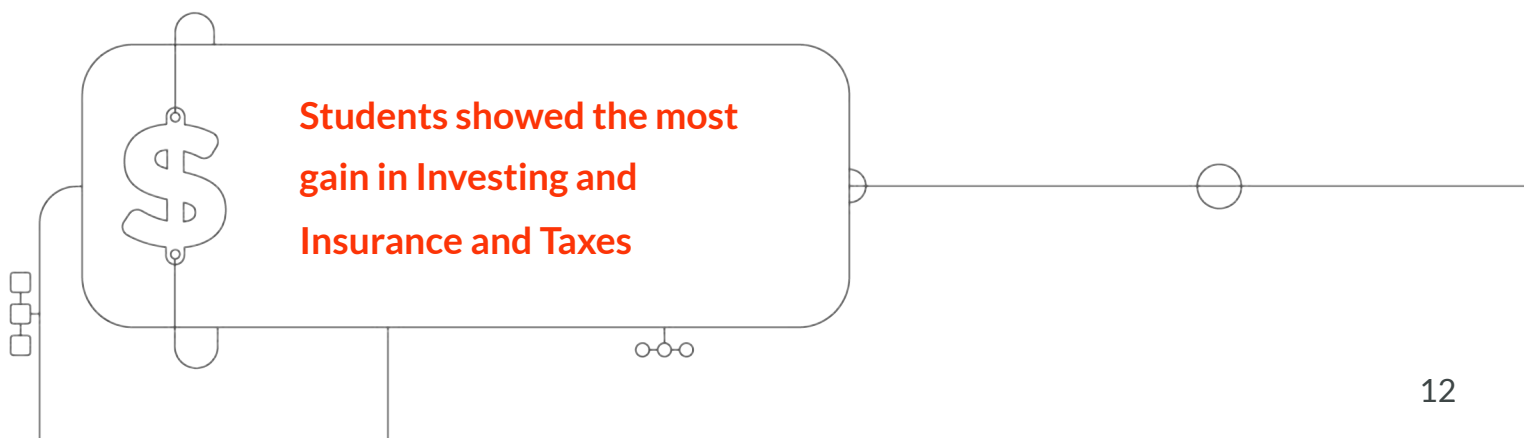 Students showed the most
gain in Investing and
Insurance and Taxes
12